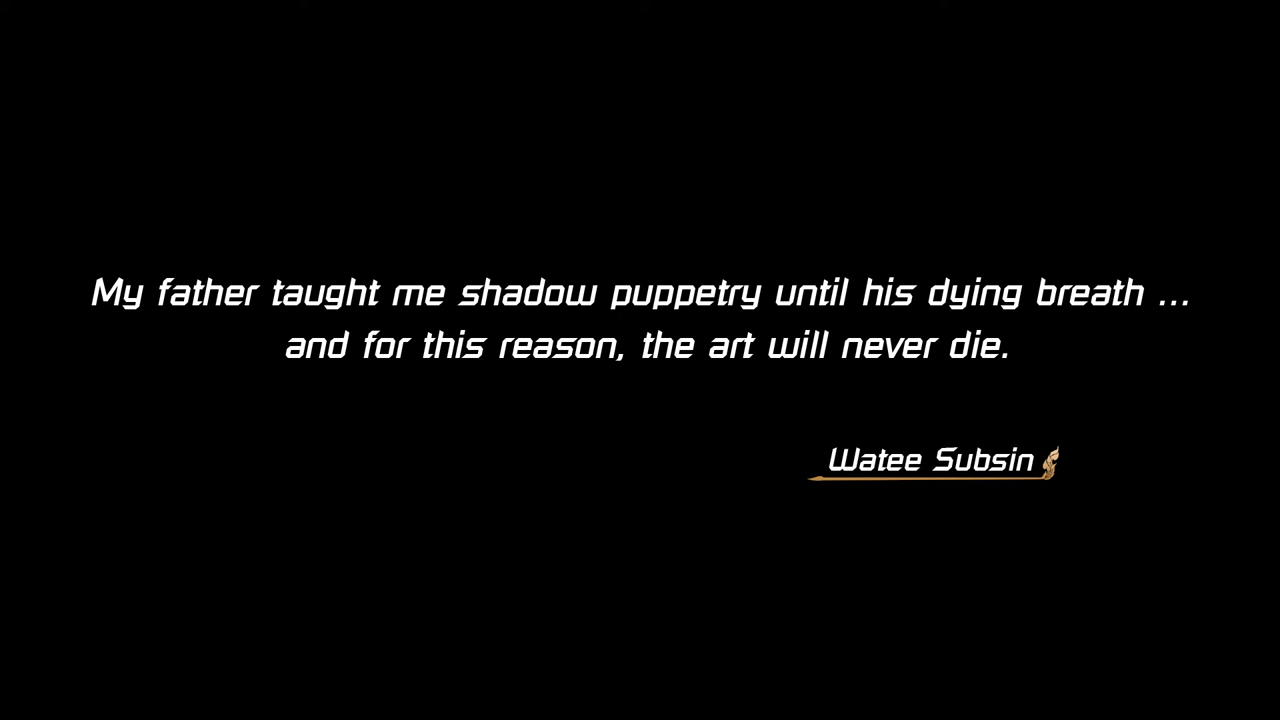 My father taught me shadow puppetry until his dying breath ...
and for this reason, the art will never die.
Watee Subsin